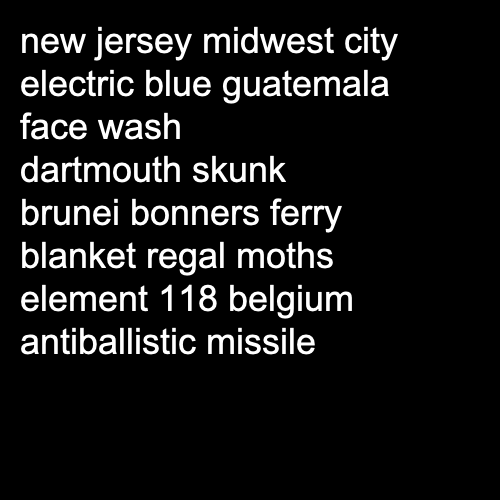 new jersey midwest city
electric blue guatemala
face wash
dartmouth skunk
brunei bonners ferry
blanket regal moths
element 118 belgium
antiballistic missile